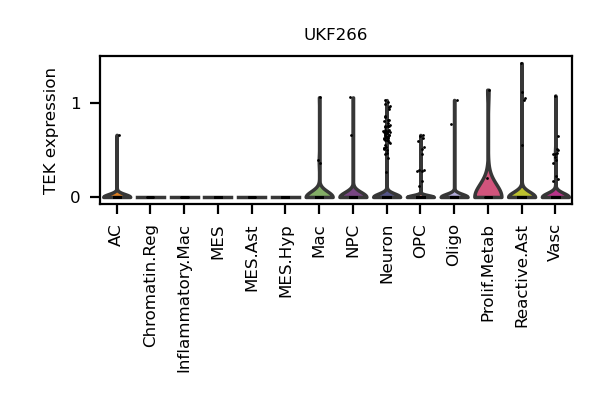 UKF266
TEK expression
1
0
AC
Chromatin.Reg
Inflammatory.Mac
MES
MES.Ast
MES.Hyp
Mac
NPC
Neuron
OPC
Oligo
Prolif.Metab
Reactive.Ast
Vasc